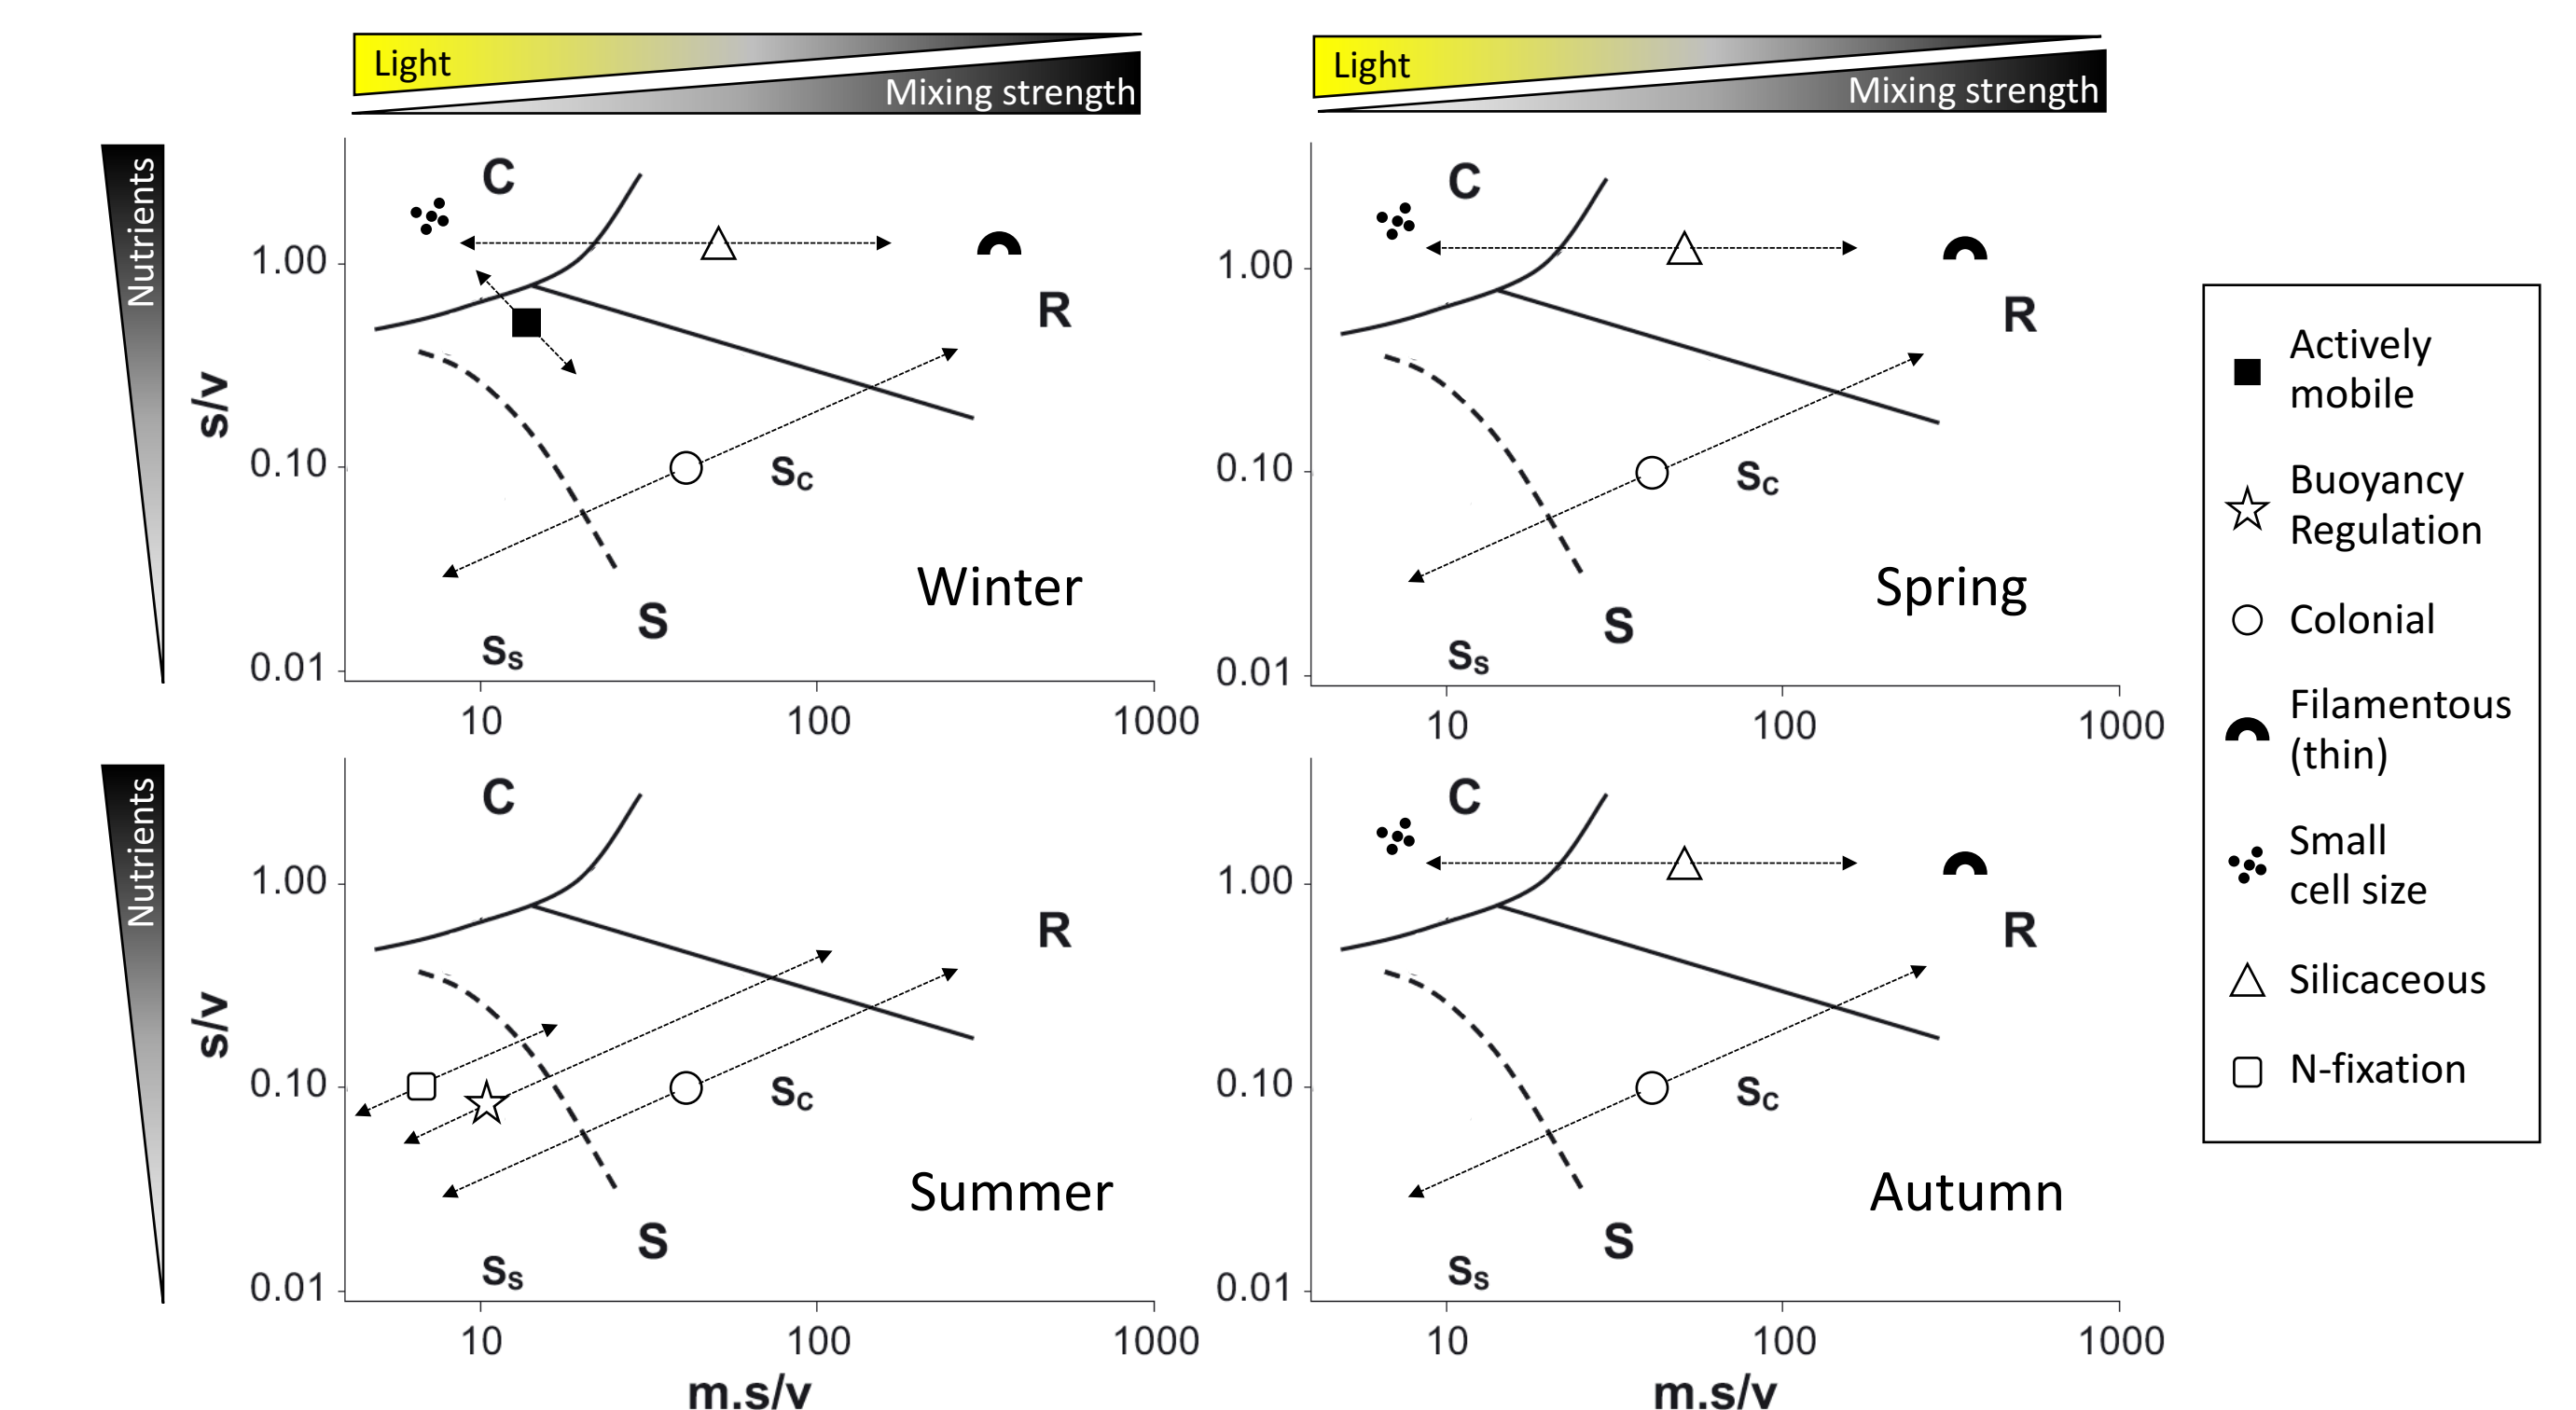 Light
Mixing strength
Light
Mixing strength
Nutrients
s/v
1.00
0.10
0.01
C
R
Sc
S
Ss
Winter
10 100 1000
1.00
0.10
0.01
C
R
Sc
S
Ss
Spring
10 100 1000
Nutrients
s/v
1.00
0.10
0.01
C
R
Sc
S
Ss
Summer
10 100 1000
m.s/v
1.00
0.10
0.01
C
R
Sc
S
Ss
Autumn
10 100 1000
m.s/v
Actively
mobile
Buoyancy
Regulation
Colonial
Filamentous
(thin)
Small
cell size
Silicaceous
N-fixation